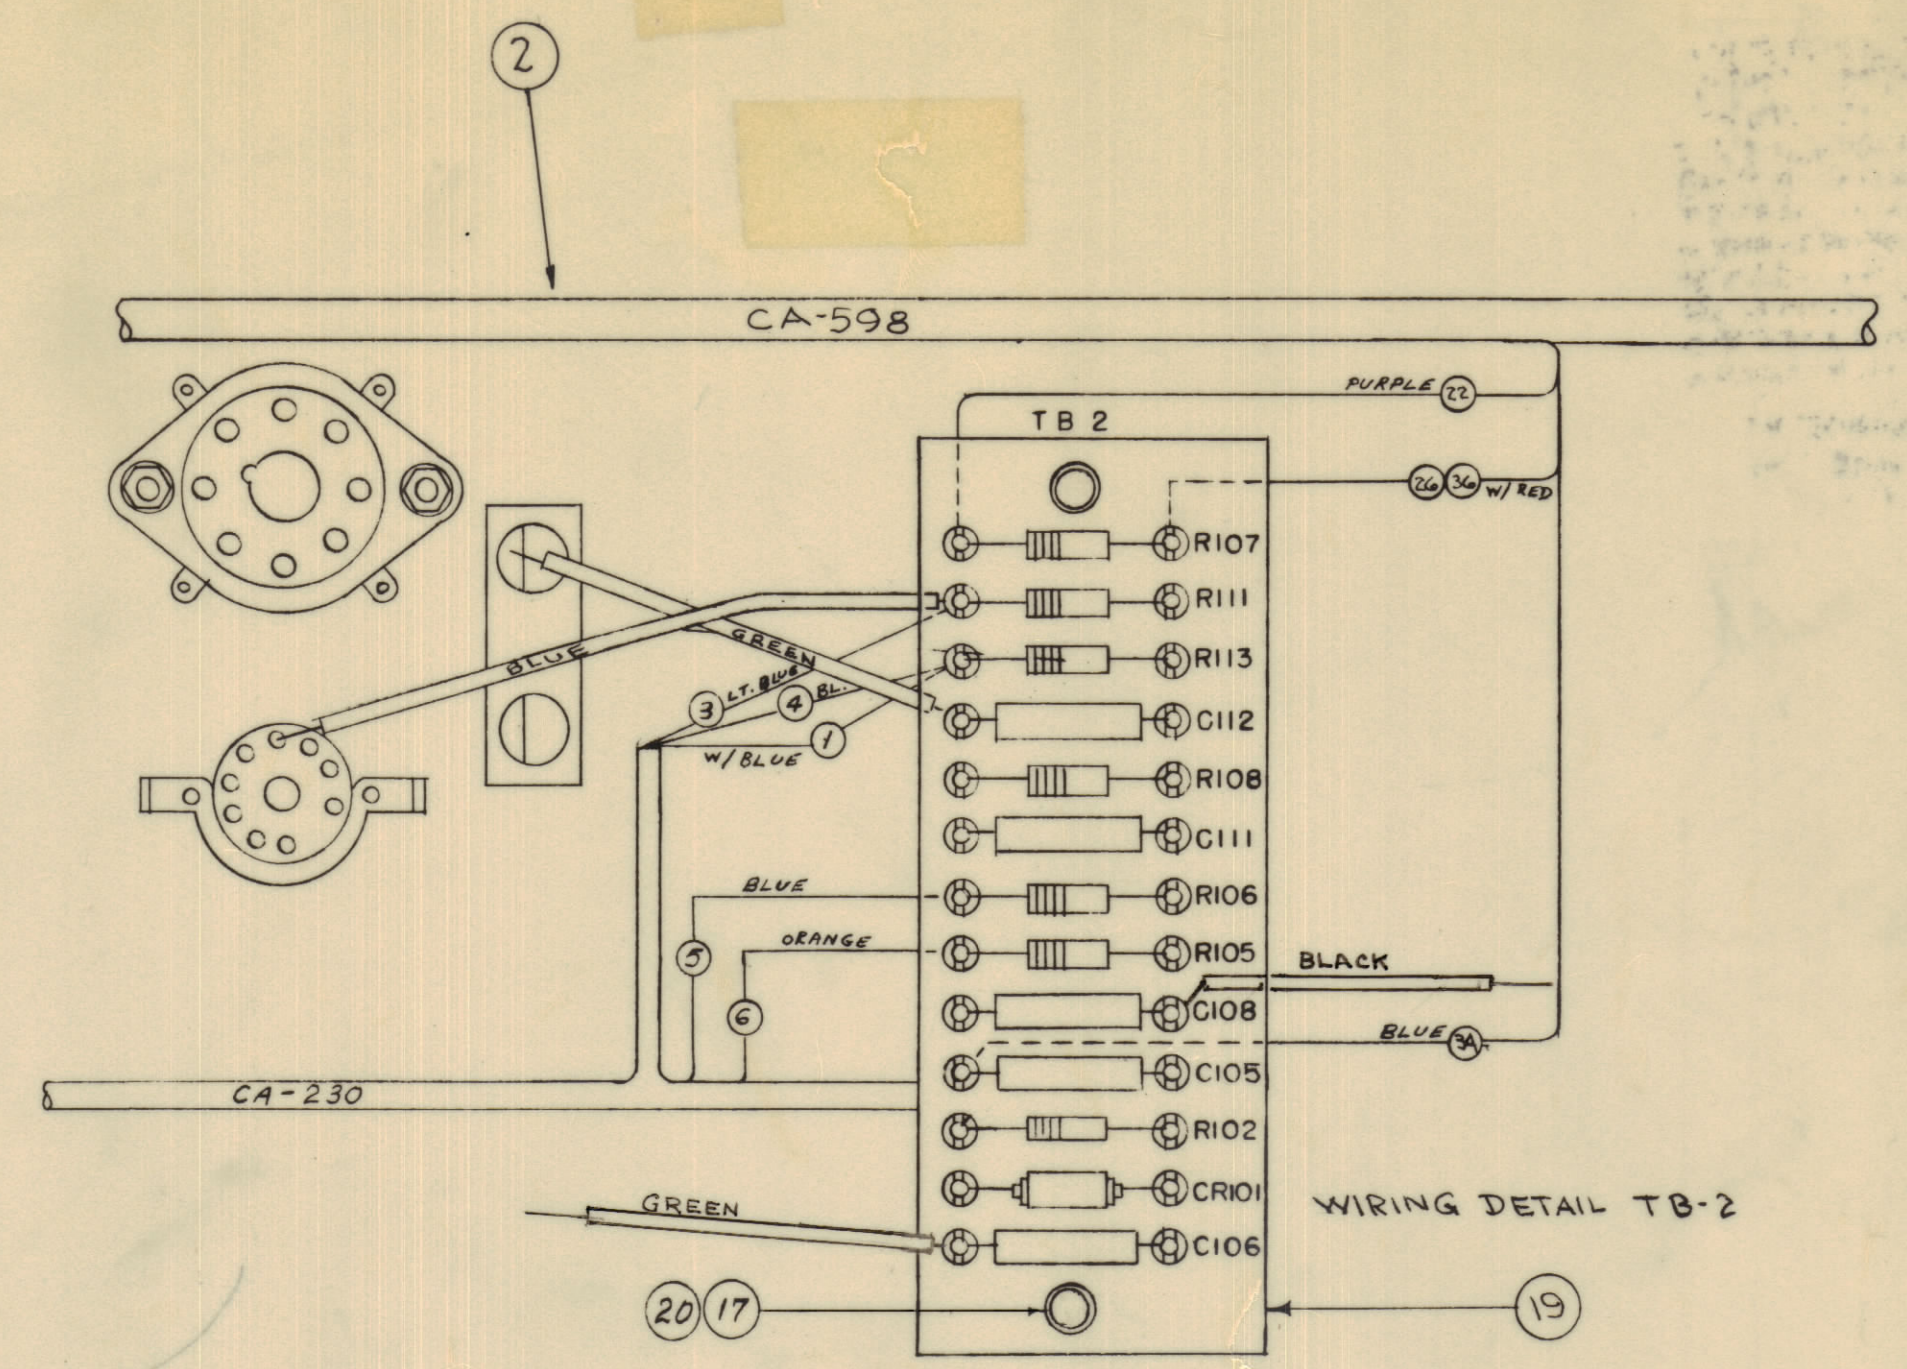 2
CA-598
PURPLE 22
TB 2
26 36 W/ RED
R107
R111
BLUE
GREEN
R113
3 LT. BLUE
4 BL.
1
W/BLUE
C112
R108
C111
BLUE
R106
5
ORANGE
R105
BLACK
6
C108
BLUE 3A
C105
CA-230
R102
CR101
WIRING DETAIL TB-2
GREEN
C106
20 17
19